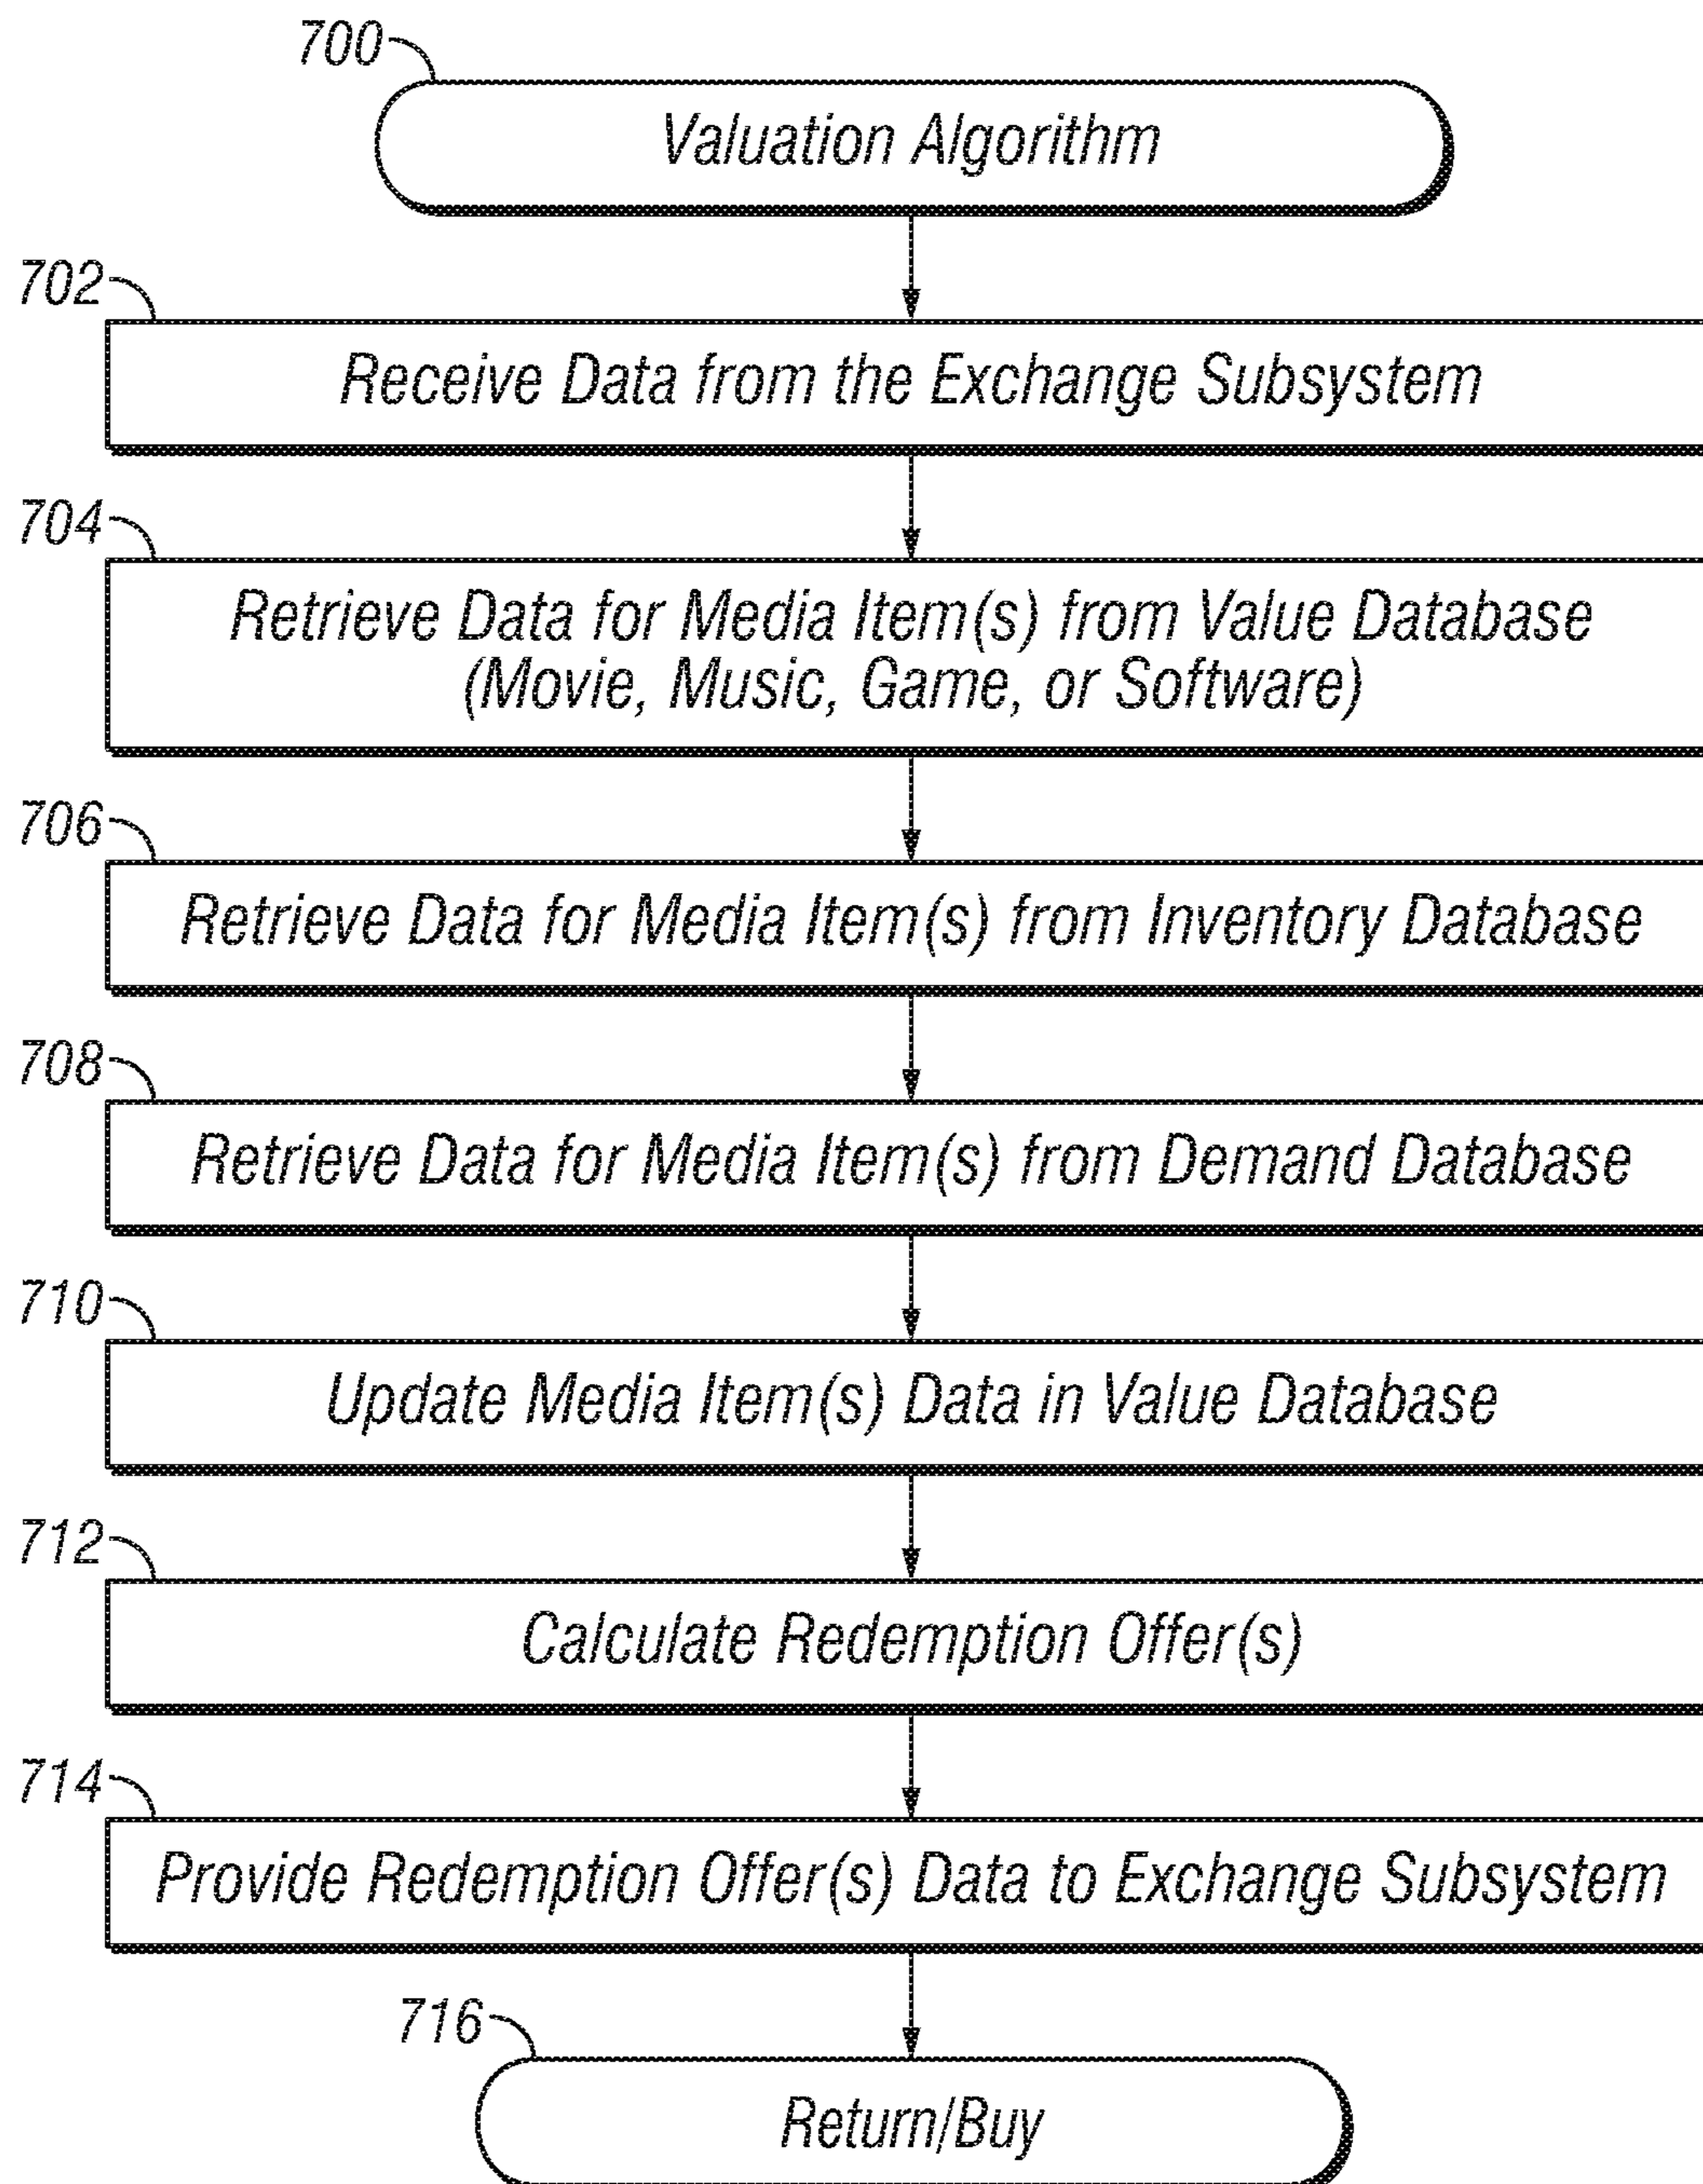 700
Valuation Algorithm
702
Receive Data from the Exchange Subsystem
704
Retrieve Data for Media Item(s) from Value Database
(Movie, Music, Game, or Software)
706
Retrieve Data for Media Item(s) from Inventory Database
708
Retrieve Data for Media Item(s) from Demand Database
710
Update Media Item(s) Data in Value Database
712
Calculate Redemption Offer(s)
714
Provide Redemption Offer(s) Data to Exchange Subsystem
716
Return/Buy